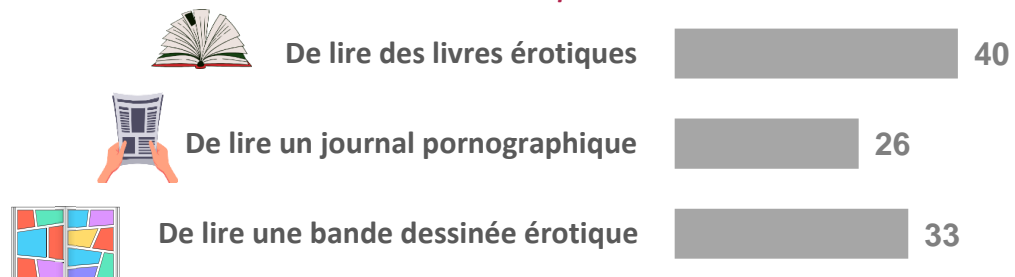 De lire des livres érotiques 40
De lire un journal pornographique 26
De lire une bande dessinée érotique 33